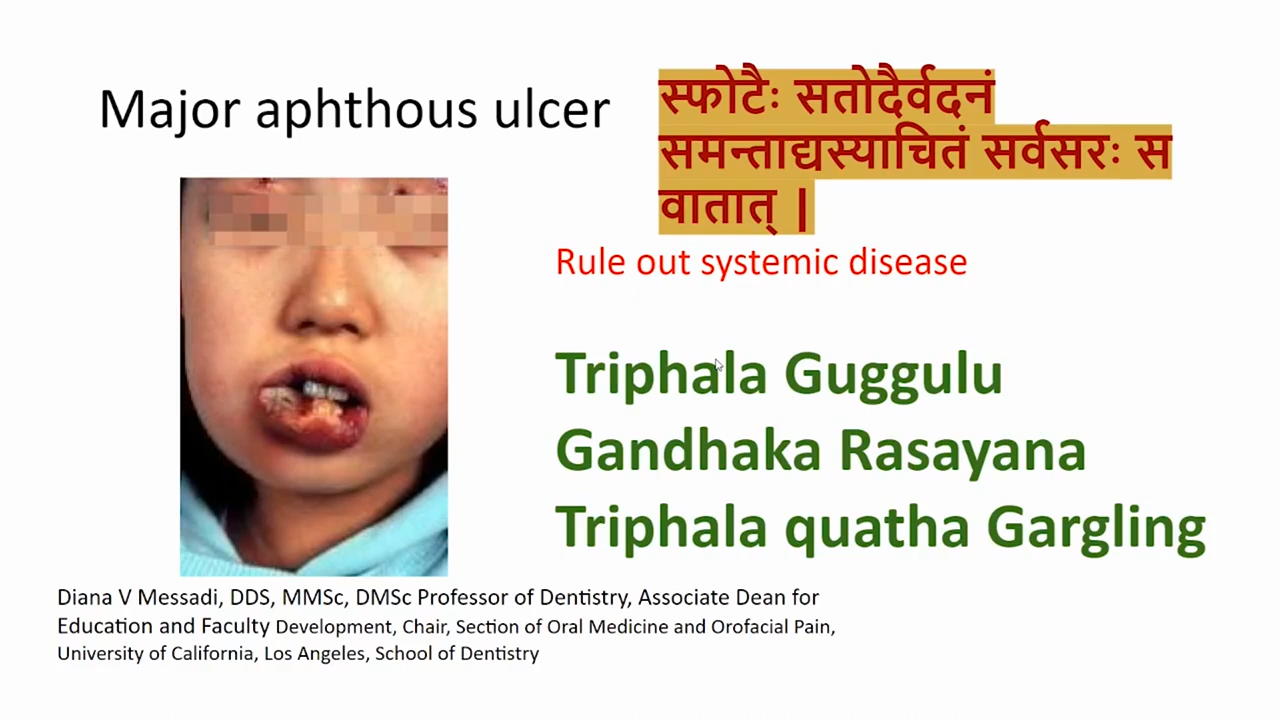 Major aphthous ulcer
स्फोटैः सतोदैर्वदनं
समन्ताद्यस्याचितं सर्वसरः स
वातात् |
Rule out systemic disease
Triphala Guggulu
Gandhaka Rasayana
Triphala quatha Gargling
Diana V Messadi, DDS, MMSc, DMSc Professor of Dentistry, Associate Dean for
Education and Faculty Development, Chair, Section of Oral Medicine and Orofacial Pain,
University of California, Los Angeles, School of Dentistry